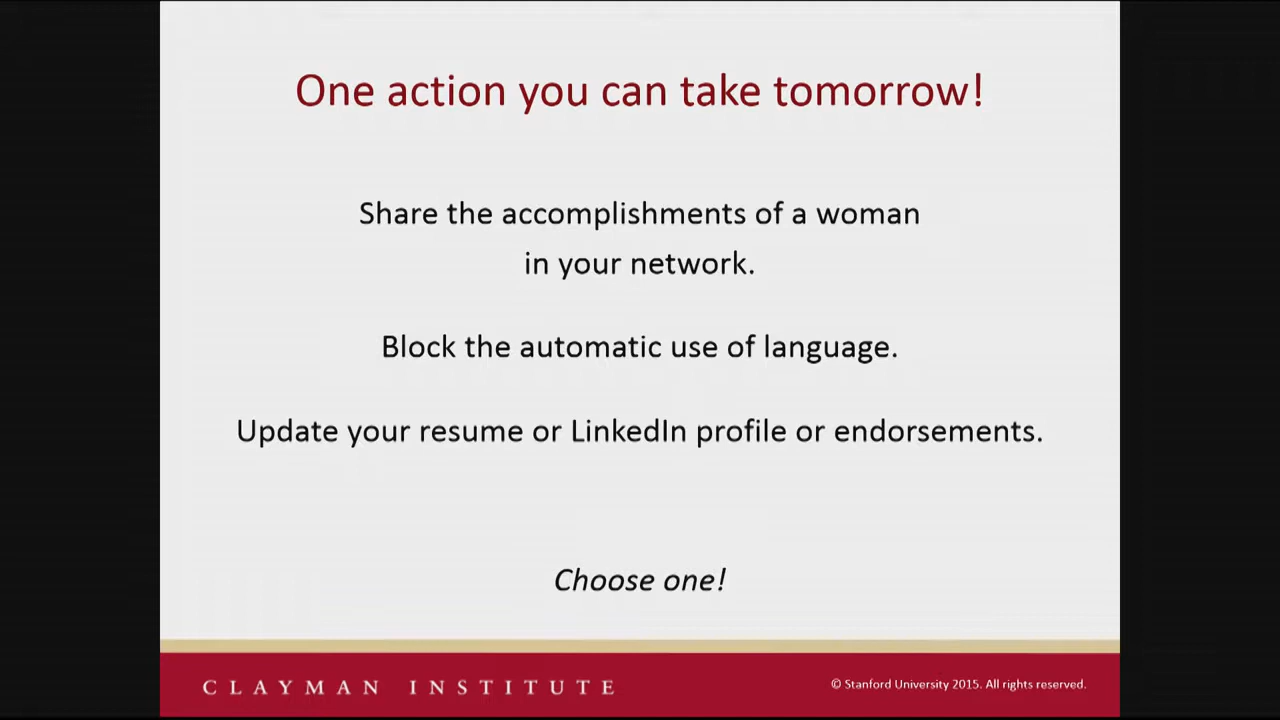 One action you can take tomorrow!
Share the accomplishments of a woman
in your network.
Block the automatic use of language.
Update your resume or LinkedIn profile or endorsements.
Choose one!
CLAYMAN INSTITUTE
© Stanford University 2015. All rights reserved.